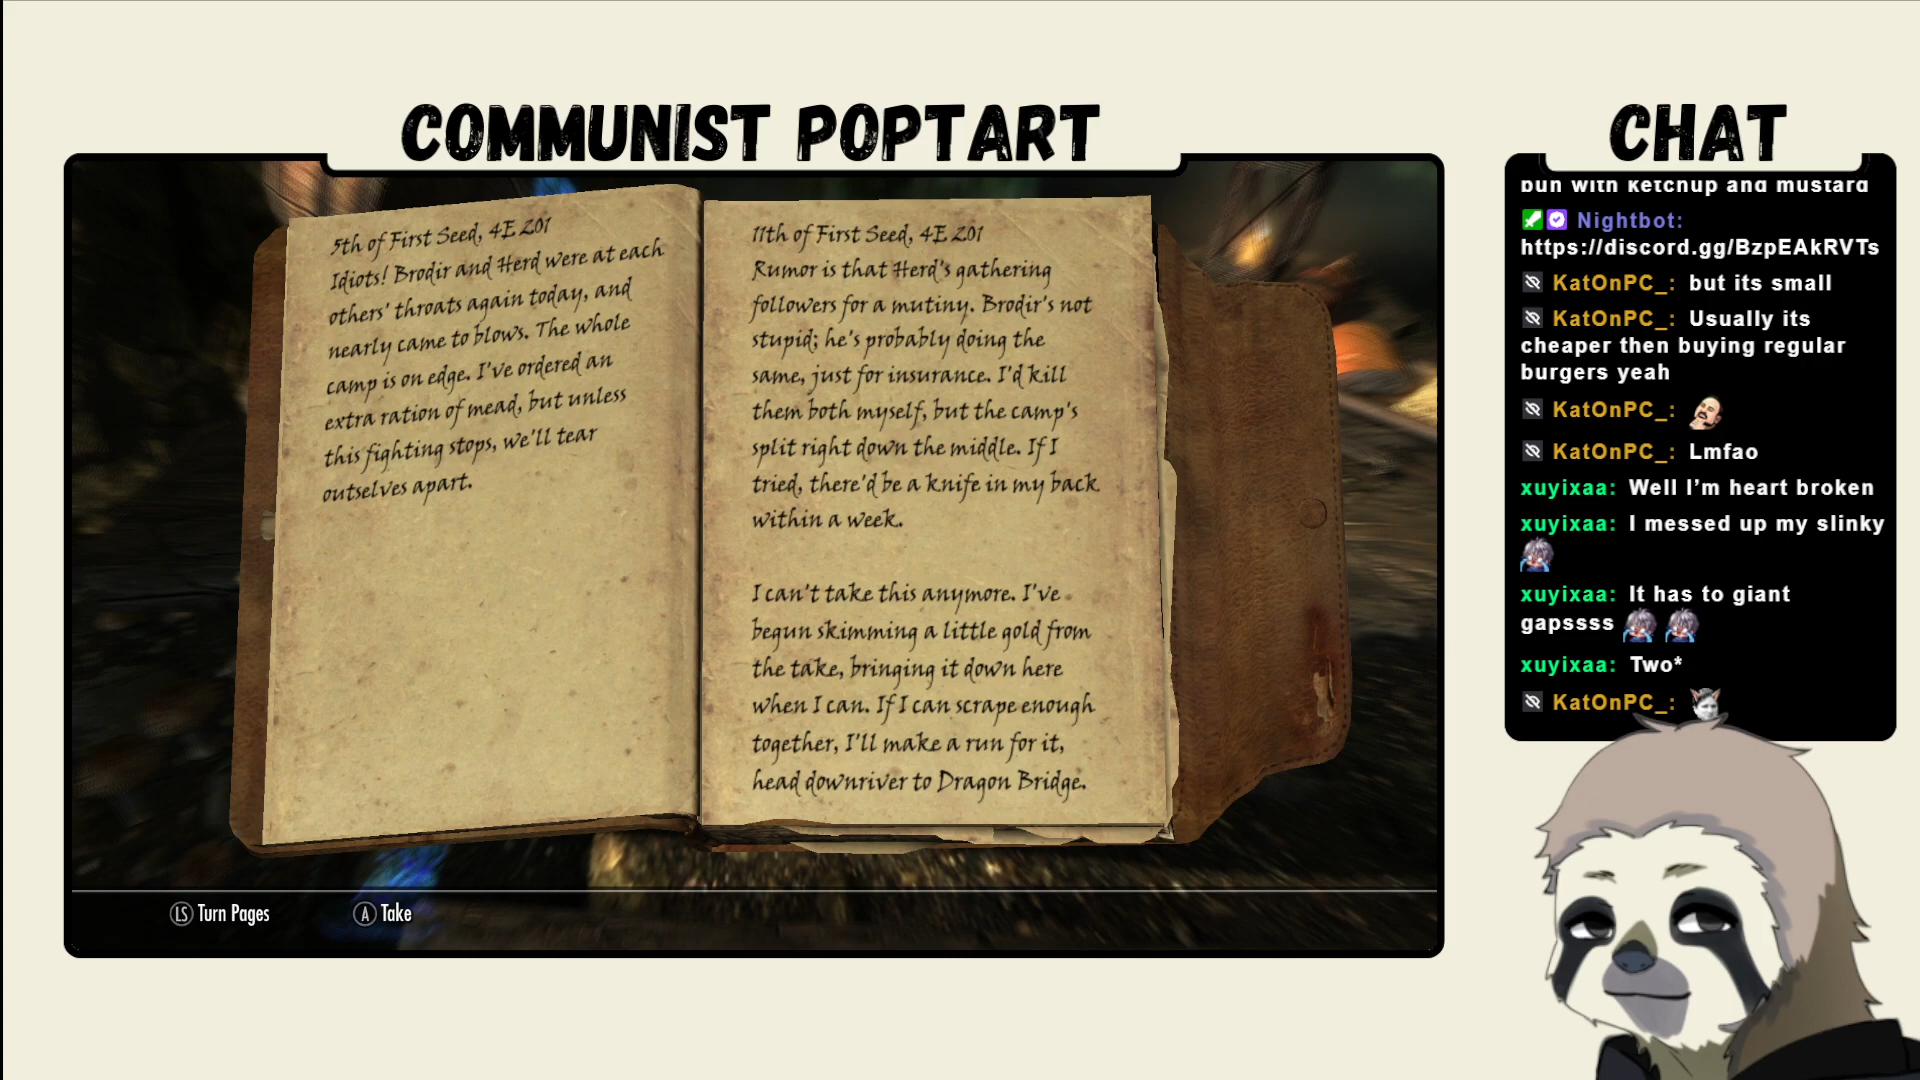 COMMUNIST POPTART
5th of First Seed, 4E 201
Idiots! Brodir and Herd were at each
others' throats again today, and
nearly came to blows. The whole
camp is on edge. I've ordered an
extra ration of mead, but unless
this fighting stops, we'll tear
outselves apart.
11th of First Seed, 4E 201
Rumor is that Herd's gathering
followers for a mutiny. Brodir's not
stupid; he's probably doing the
same, just for insurance. I'd kill
them both myself, but the camp's
split right down the middle. If I
tried, there'd be a knife in my back
within a week.
I can't take this anymore. I've
begun skimming a little gold from
the take, bringing it down here
when I can. If I can scrape enough
together, I'll make a run for it,
head downriver to Dragon Bridge.
LS Turn Pages
A Take
CHAT
bun with ketchup and mustard
Nightbot:
https://discord.gg/BzpEAkRVTs
KatOnPC_: but its small
KatOnPC_: Usually its
cheaper then buying regular
burgers yeah
KatOnPC_:
KatOnPC_: Lmfao
xuyixaa: Well I'm heart broken
xuyixaa: I messed up my slinky
xuyixaa: It has to giant
gapssss
xuyixaa: Two*
KatOnPC_: